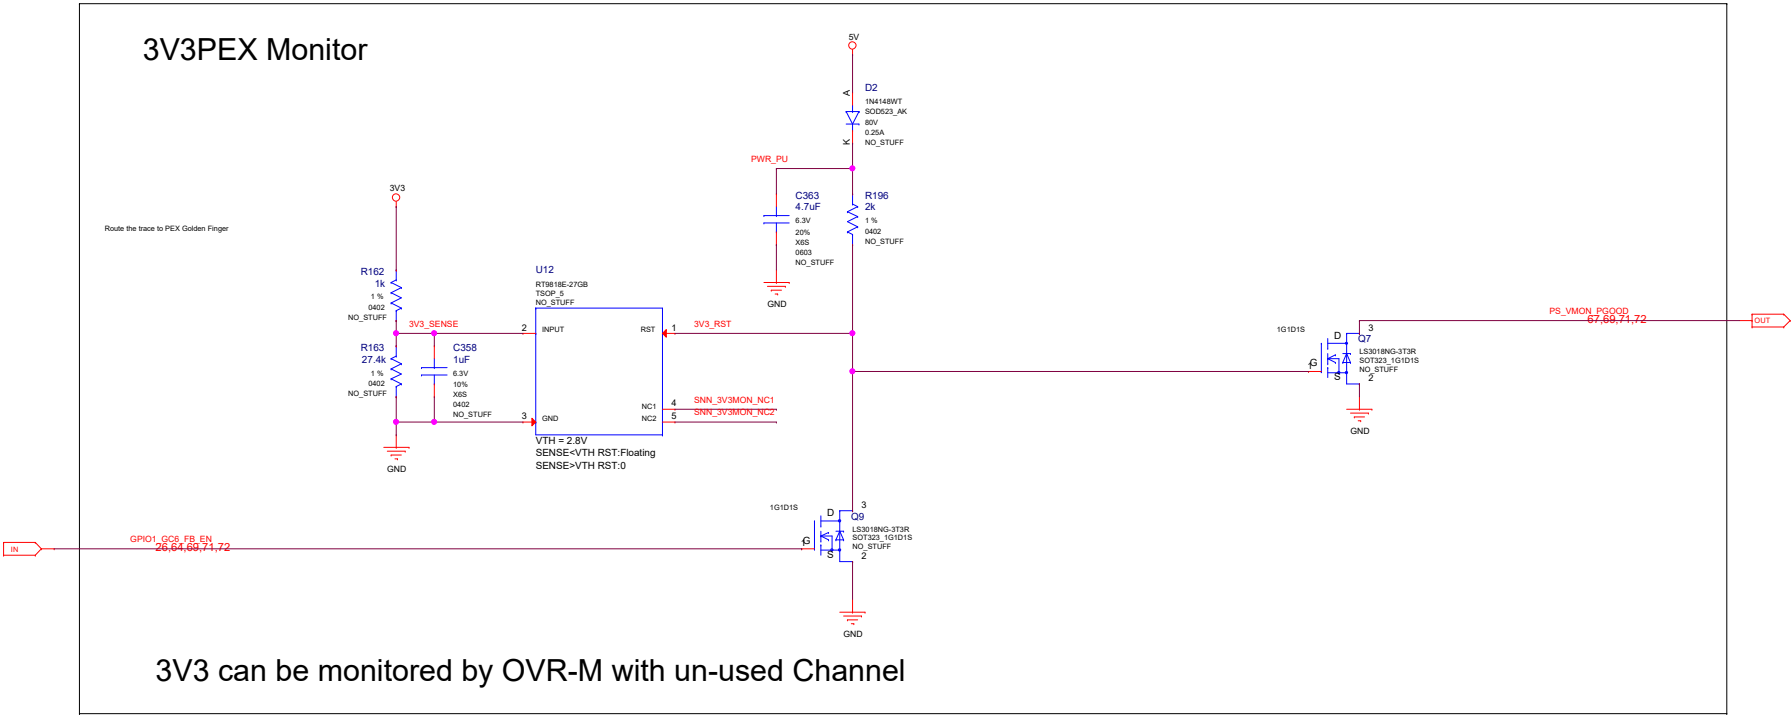 3V3PEX Monitor
5V
A
D2
1N4148WT
SOD523_AK
80V
0.25A
NO_STUFF
K
PWR_PU
C363
4.7uF
6.3V
20%
X6S
0603
NO_STUFF
GND
R196
2k
1 %
0402
NO_STUFF
3V3
Route the trace to PEX Golden Finger
R162
1k
1 %
0402
NO_STUFF
3V3_SENSE
R163
27.4k
1 %
0402
NO_STUFF
C358
1uF
6.3V
10%
X6S
0402
NO_STUFF
GND
U12
RT9818E-27GB
TSOP_5
NO_STUFF
2 INPUT
RST 1
3V3_RST
3 GND
NC1 4
SNN_3V3MON_NC1
NC2 5
SNN_3V3MON_NC2
VTH = 2.8V
SENSE<VTH RST:Floating
SENSE>VTH RST:0
PS_VMON_PGOOD
67,69,71,72
OUT
1G1D1S
D
3
Q7
LS3018NG-3T3R
SOT323_1G1D1S
NO_STUFF
1
G
S
2
GND
1G1D1S
D
3
Q9
LS3018NG-3T3R
SOT323_1G1D1S
NO_STUFF
1
G
S
2
GND
IN
GPIO1_GC6_FB_EN
26,64,69,71,72
3V3 can be monitored by OVR-M with un-used Channel